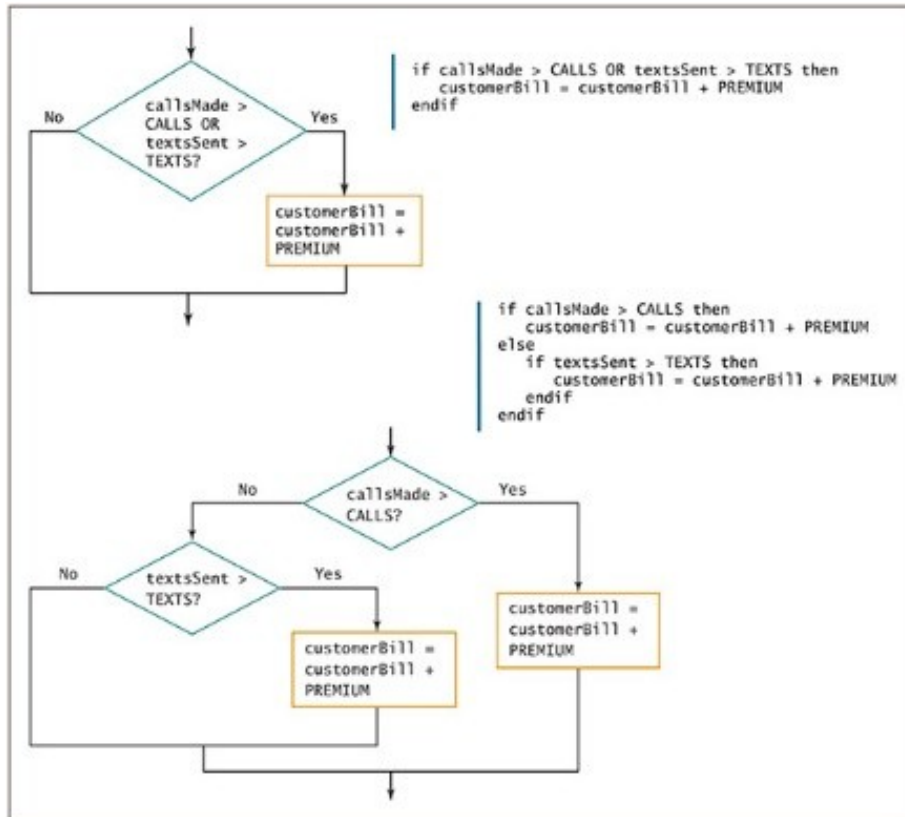 if callsMade > CALLS OR textsSent > TEXTS then
customerBill = customerBill + PREMIUM
endif
callsMade >
CALLS OR
textsSent >
TEXTS?
No
Yes
customerBill =
customerBill +
PREMIUM
if callsMade > CALLS then
customerBill = customerBill + PREMIUM
else
if textsSent > TEXTS then
customerBill = customerBill + PREMIUM
endif
endif
callsMade >
CALLS?
No
Yes
textsSent >
TEXTS?
No
Yes
customerBill =
customerBill +
PREMIUM
customerBill =
customerBill +
PREMIUM